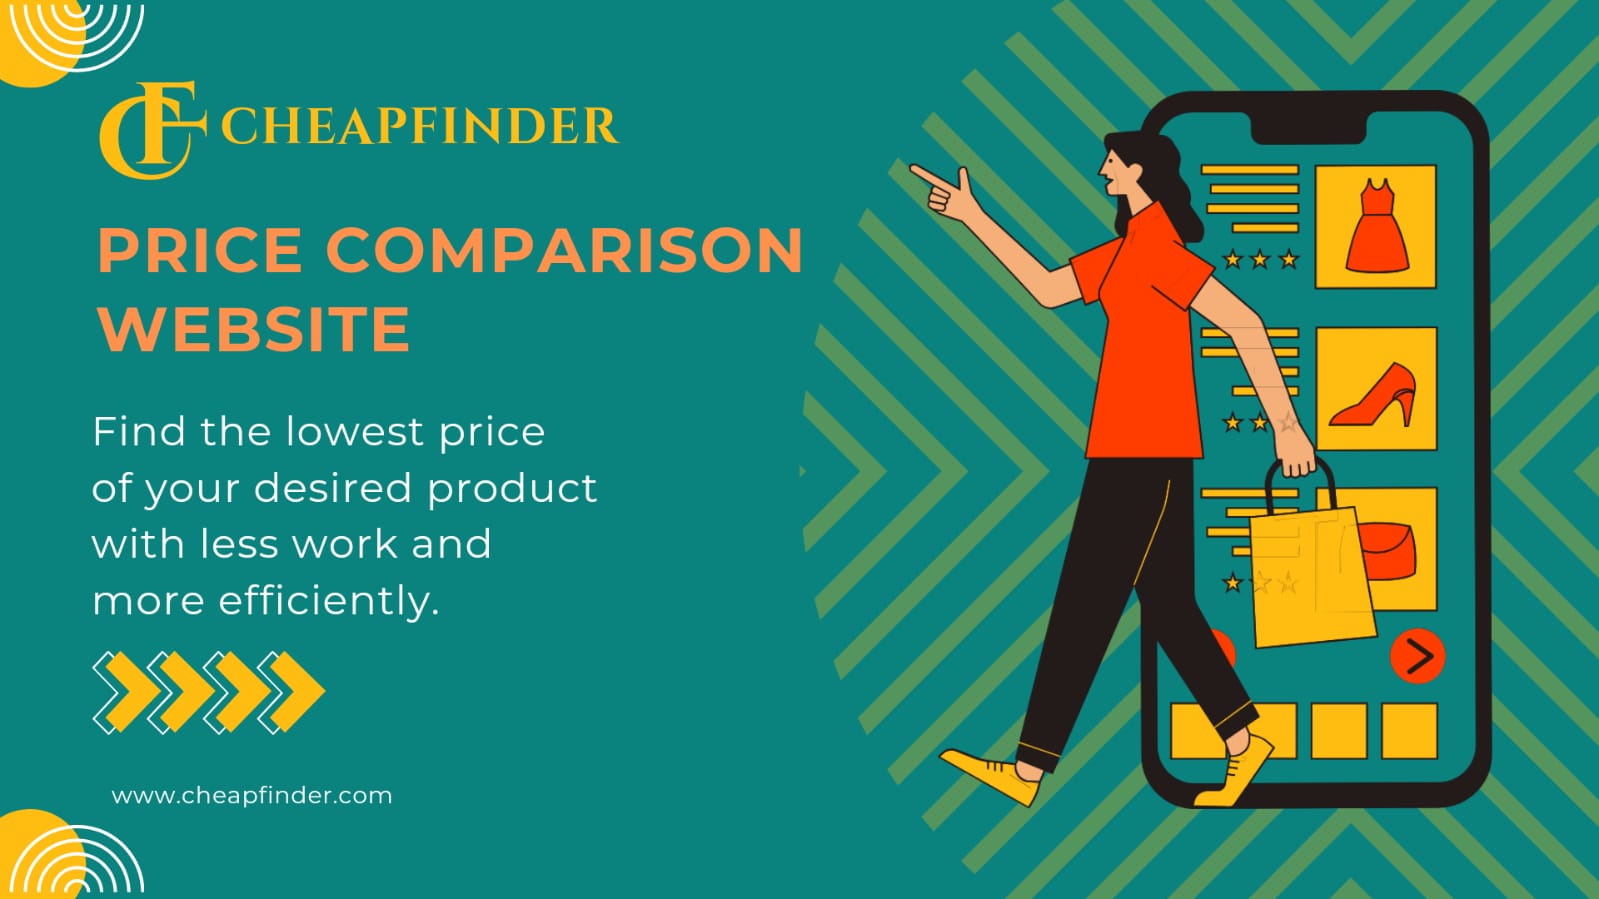 CF CHEAPFINDER
PRICE COMPARISON
WEBSITE
Find the lowest price
of your desired product
with less work and
more efficiently.
www.cheapfinder.com